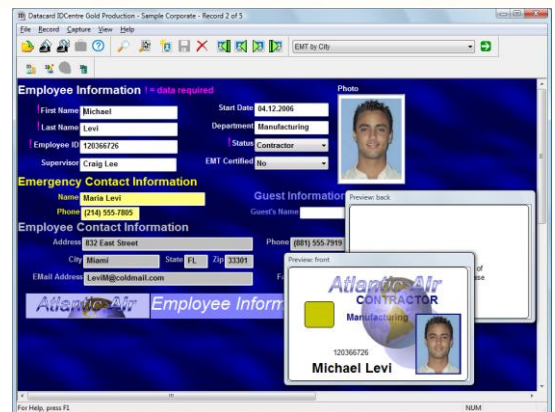 Datacard IDCentre Gold Production - Sample Corporate - Record 2 of 5
File Record Capture View Help
EMT by City
Employee Information ! = data required
Photo
!First Name Michael
Start Date 04.12.2006
!Last Name Levi
Department Manufacturing
!Employee ID 120366726
!Status Contractor
Supervisor Craig Lee
EMT Certified No
Emergency Contact Information
Guest Information
Name Maria Levi
Guest's Name
Phone (214) 555-7805
Employee Contact Information
Address 832 East Street
Phone (881) 555-7919
City Miami State FL Zip 33301
EMail Address LeviM@coldmail.com
Atlantic Air Employee Inform
Preview: back
of
Preview: front
Atlantic Air
CONTRACTOR
Manufacturing
120366726
Michael Levi
For Help, press F1
NUM